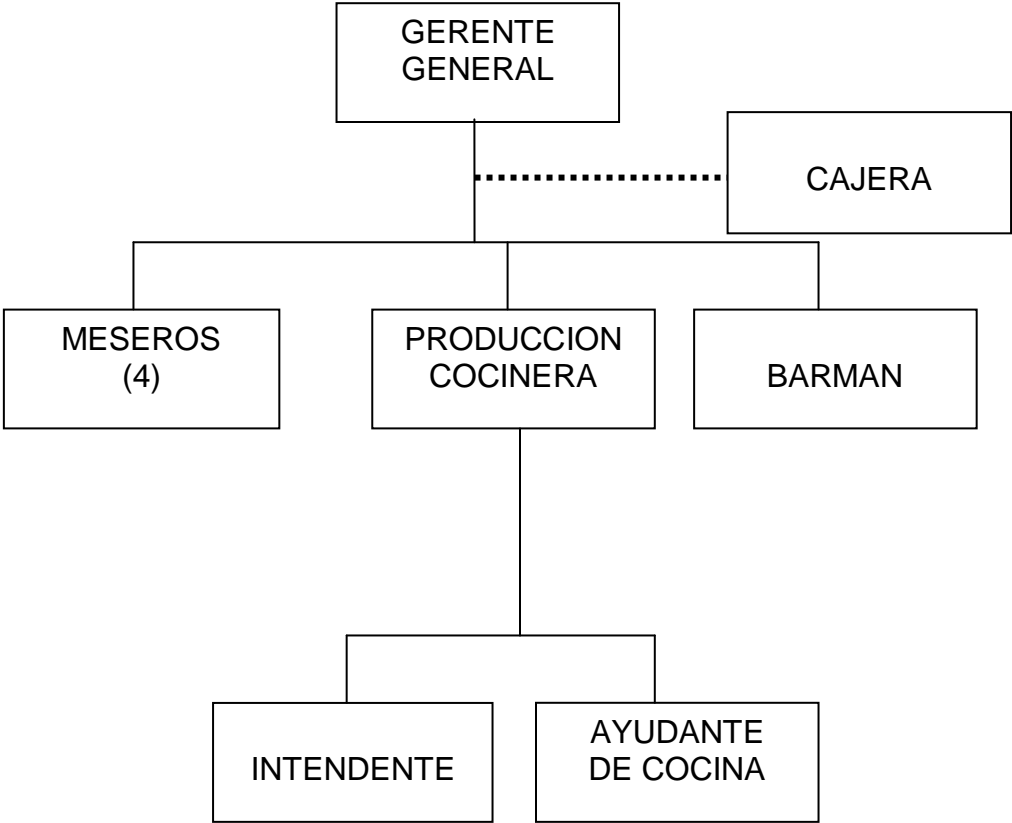 GERENTE
GENERAL
CAJERA
MESEROS
(4)
PRODUCCION
COCINERA
BARMAN
INTENDENTE
AYUDANTE
DE COCINA